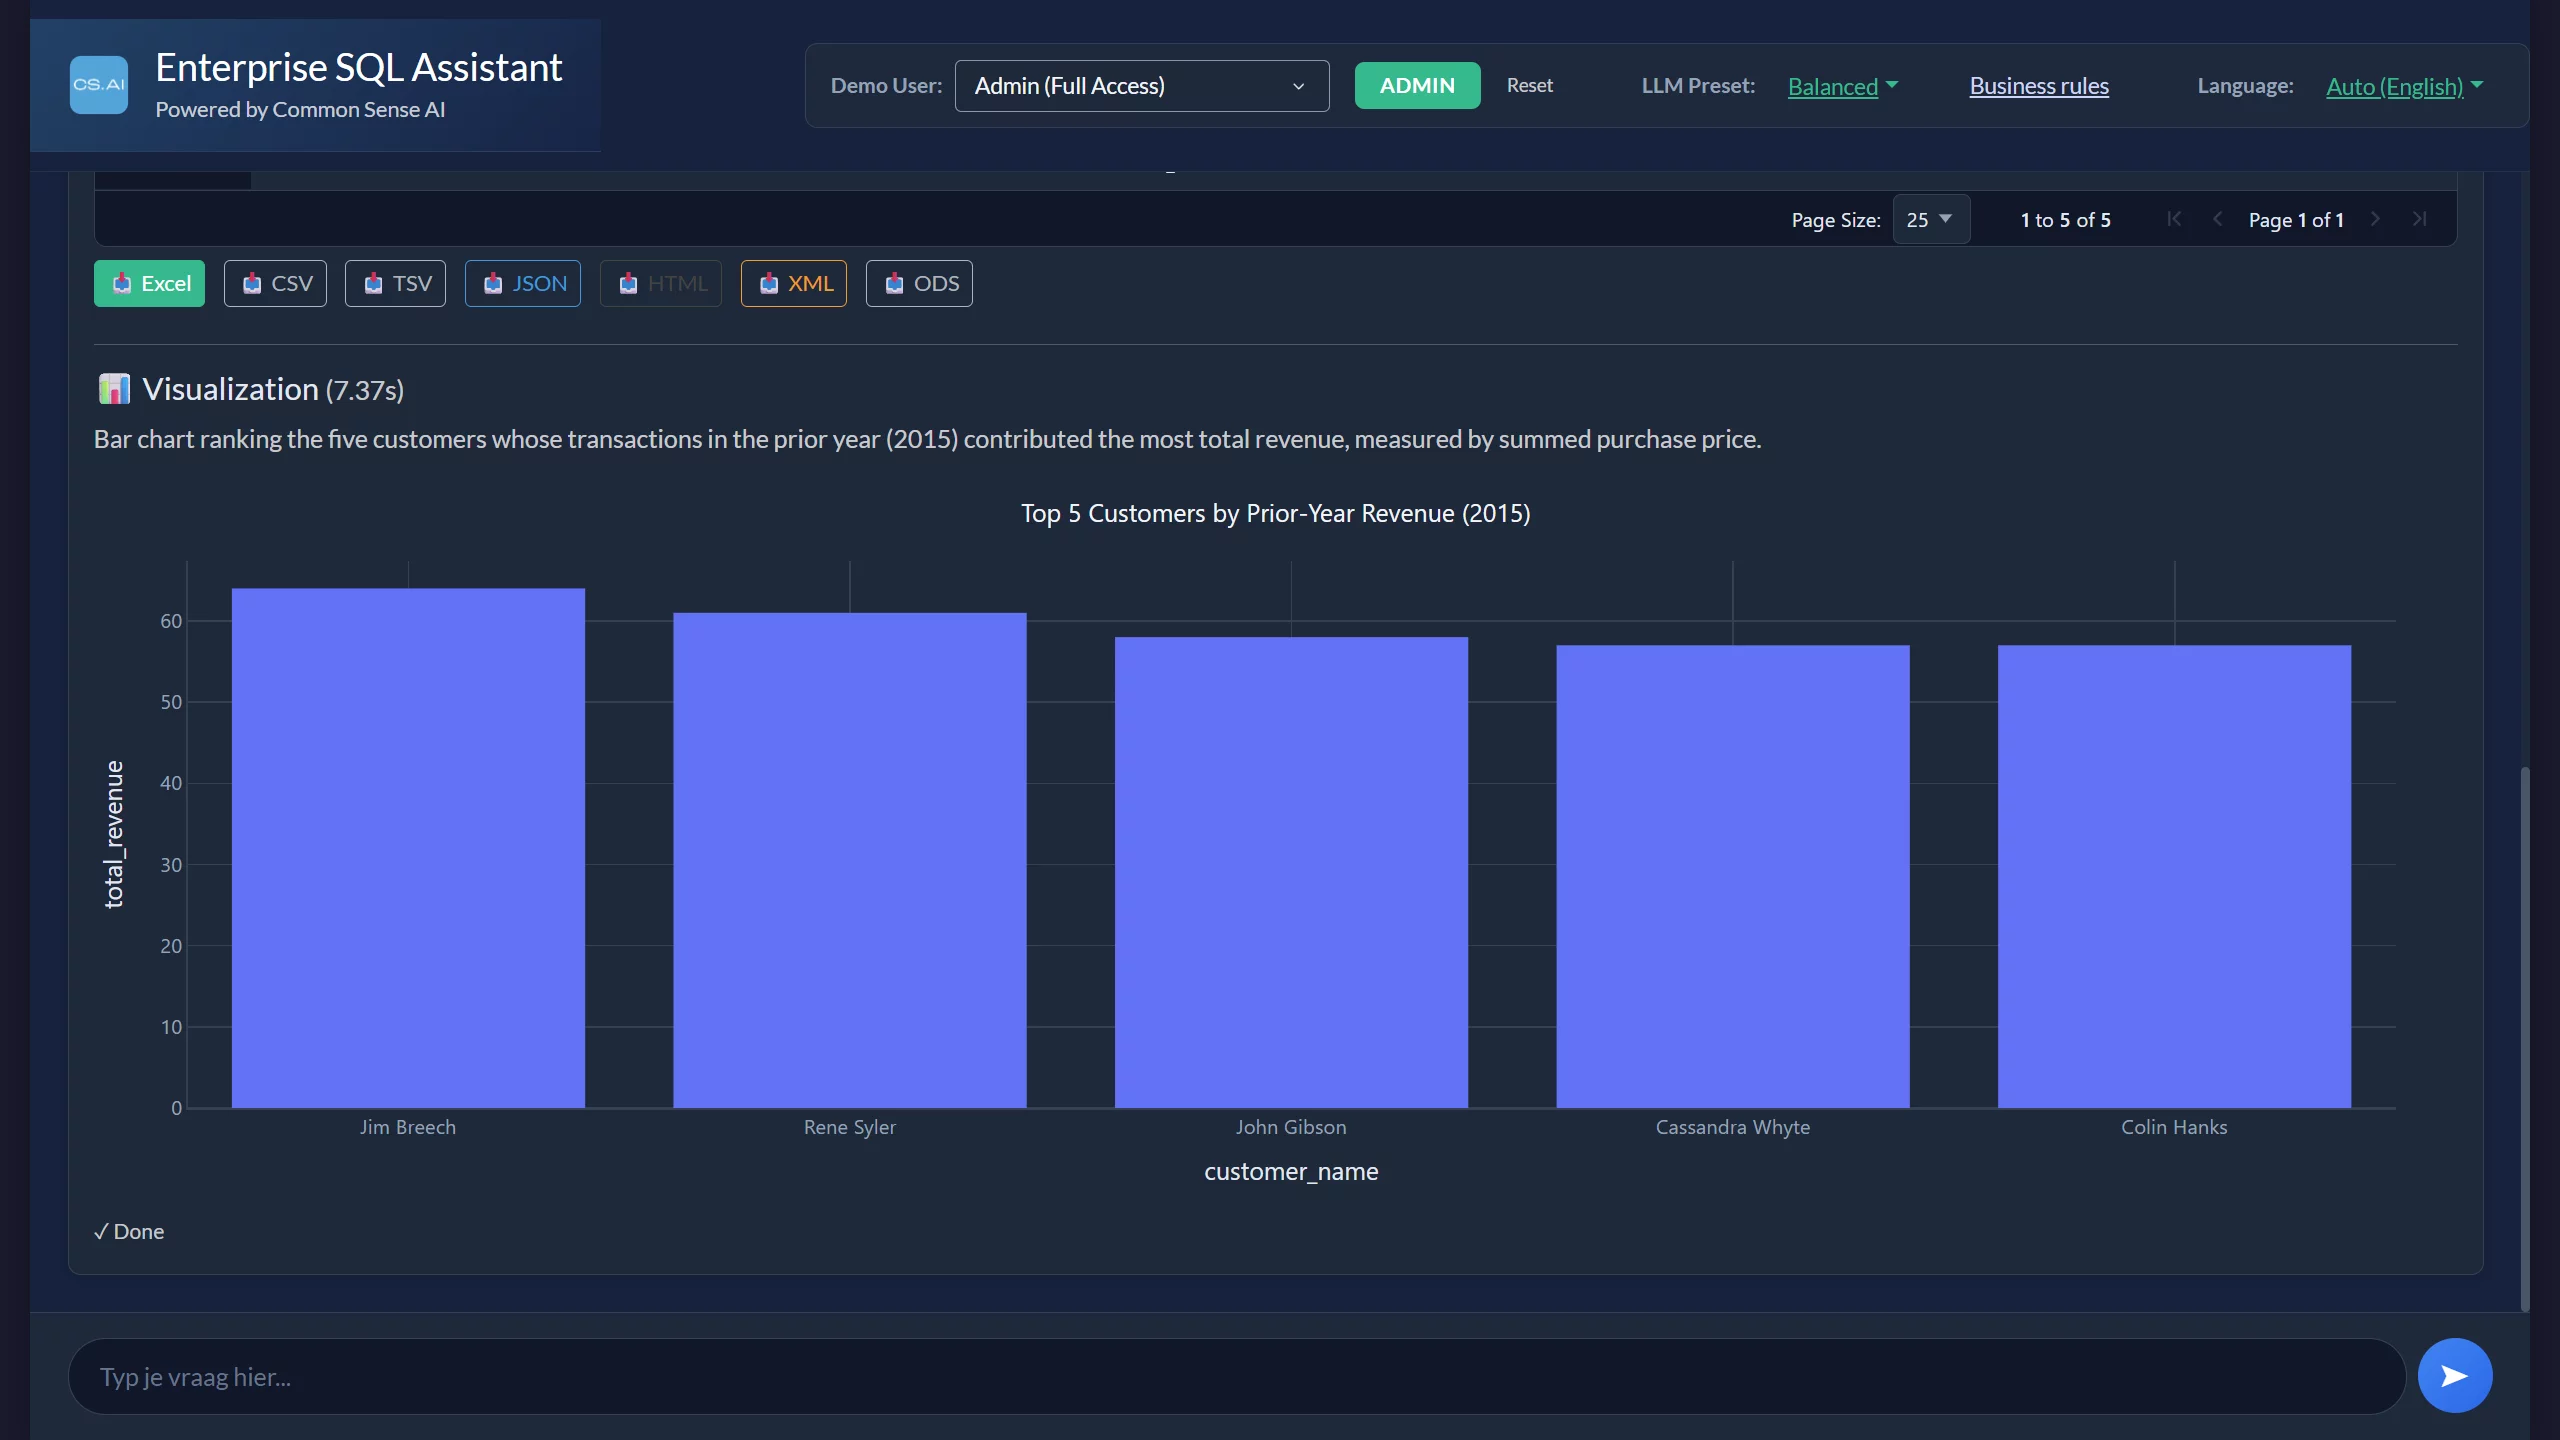 CS.AI
Enterprise SQL Assistant
Powered by Common Sense AI
Demo User: Admin (Full Access) ADMIN Reset LLM Preset: Balanced Business rules Language: Auto (English)
Page Size: 25 1 to 5 of 5 Page 1 of 1
Excel CSV TSV JSON HTML XML ODS
Visualization (7.37s)
Bar chart ranking the five customers whose transactions in the prior year (2015) contributed the most total revenue, measured by summed purchase price.
Top 5 Customers by Prior-Year Revenue (2015)
60
50
40
30
20
10
0
total_revenue
Jim Breech Rene Syler John Gibson Cassandra Whyte Colin Hanks
customer_name
✓ Done
Typ je vraag hier...